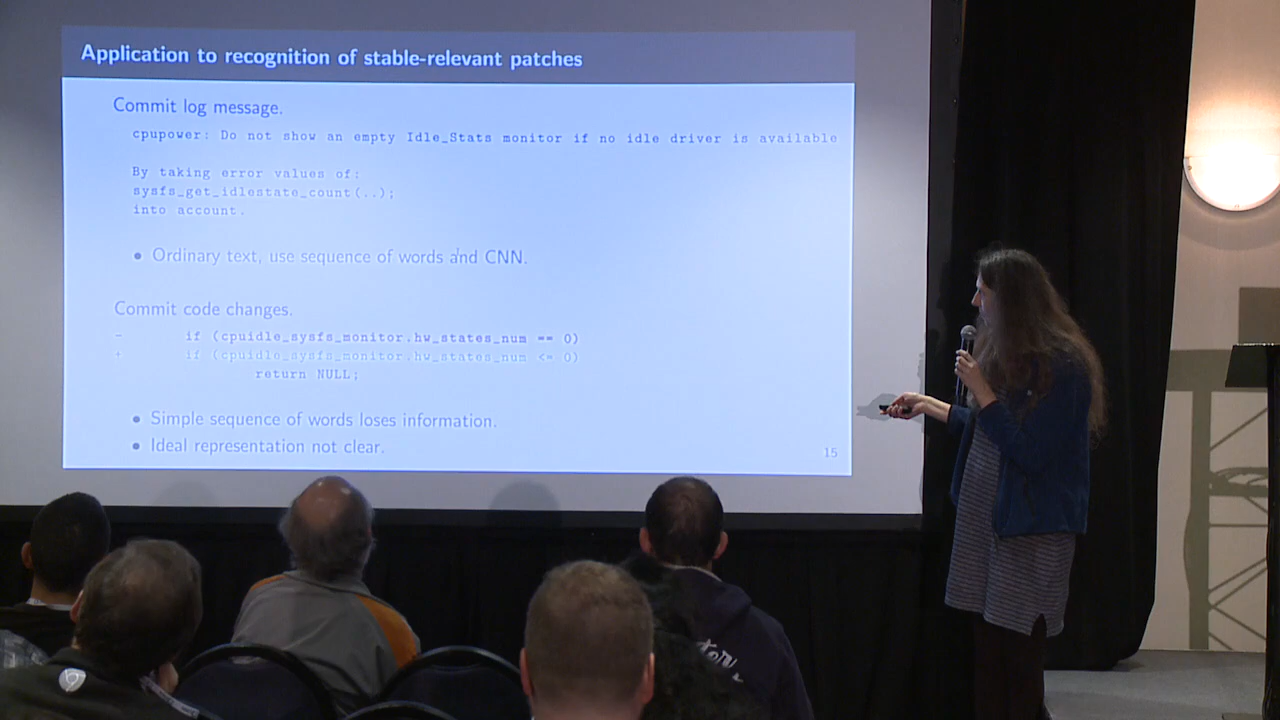 Application to recognition of stable-relevant patches
Commit log message.
cpupower: Do not show an empty Idle_Stats monitor if no idle driver is available
By taking error values of:
sysfs_get_idlestate_count(..);
into account.
• Ordinary text, use sequence of words and CNN.
Commit code changes.
- if (cpuidle_sysfs_monitor.hw_states_num == 0)
+ if (cpuidle_sysfs_monitor.hw_states_num <= 0)
return NULL;
• Simple sequence of words loses information.
• Ideal representation not clear.
15